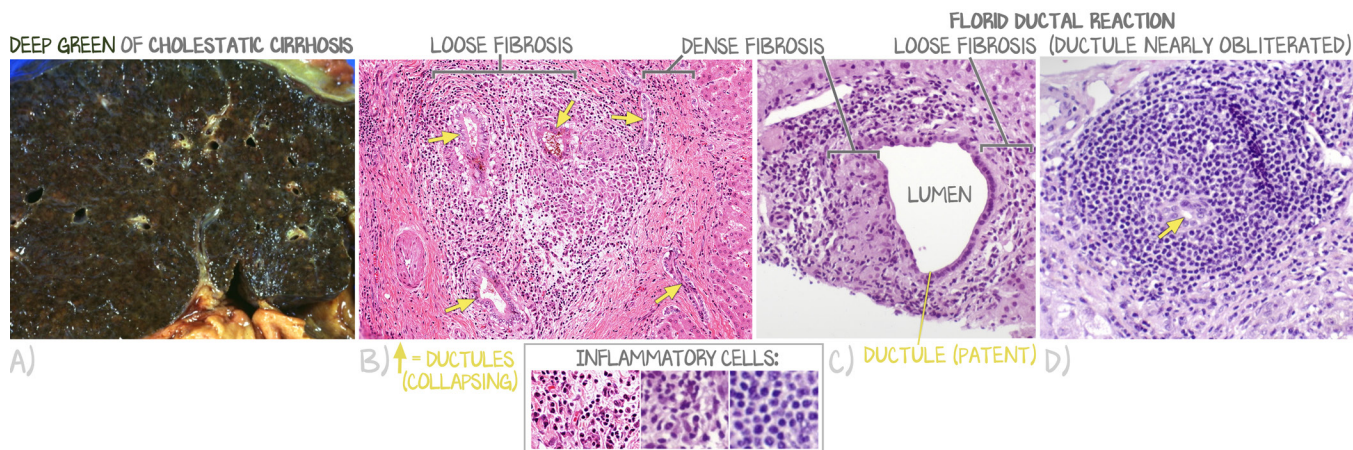 FLORID DUCTAL REACTION
DEEP GREEN OF CHOLESTATIC CIRRHOSIS
LOOSE FIBROSIS
DENSE FIBROSIS
LOOSE FIBROSIS
(DUCTULE NEARLY OBLITERATED)
LUMEN
A)
B)
= DUCTULES
(COLLAPSING)
INFLAMMATORY CELLS:
C)
DUCTULE (PATENT)
D)